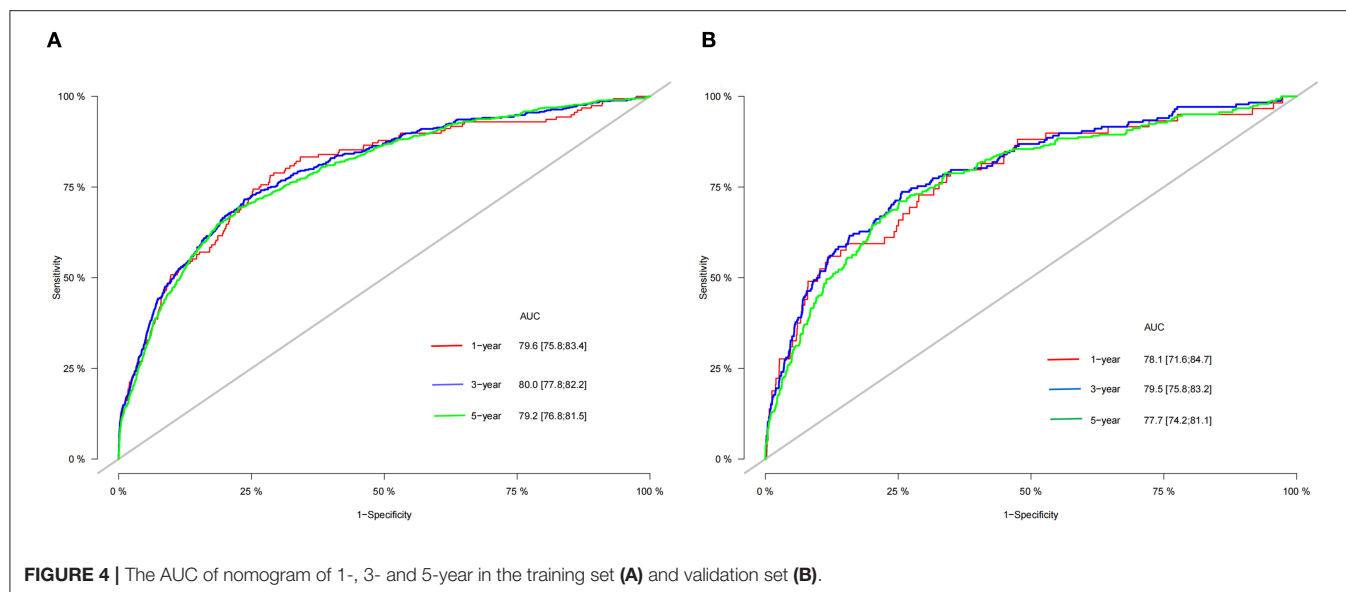 A
100 %
75 %
50 %
25 %
0 %
Sensitivity
AUC
1−year 79.6 [75.8;83.4]
3−year 80.0 [77.8;82.2]
5−year 79.2 [76.8;81.5]
0 % 25 % 50 % 75 % 100 %
1−Specificity
B
100 %
75 %
50 %
25 %
0 %
Sensitivity
AUC
1−year 78.1 [71.6;84.7]
3−year 79.5 [75.8;83.2]
5−year 77.7 [74.2;81.1]
0 % 25 % 50 % 75 % 100 %
1−Specificity
FIGURE 4 | The AUC of nomogram of 1-, 3- and 5-year in the training set (A) and validation set (B).